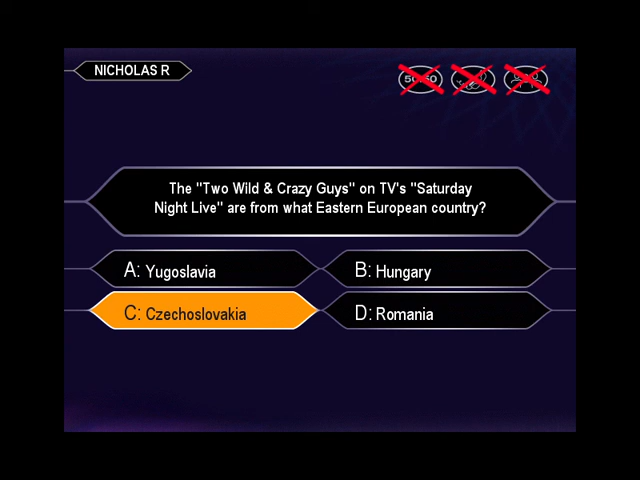 NICHOLAS R
50:50
The "Two Wild & Crazy Guys" on TV's "Saturday
Night Live" are from what Eastern European country?
A: Yugoslavia
B: Hungary
C: Czechoslovakia
D: Romania